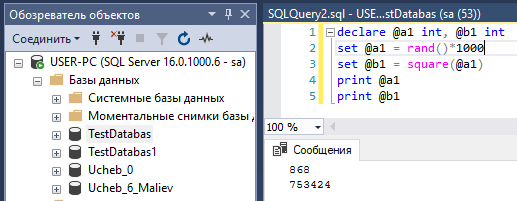 Обозреватель объектов
Соединить
USER-PC (SQL Server 16.0.1000.6 - sa)
Базы данных
Системные базы данных
Моментальные снимки базы д
TestDatabas
TestDatabas1
Ucheb_0
Ucheb_6_Maliev
SQLQuery2.sql - USE...stDatabas (sa (53))
1 declare @a1 int, @b1 int
2 set @a1 = rand()*1000
3 set @b1 = square(@a1)
4 print @a1
5 print @b1
100 %
Сообщения
868
753424